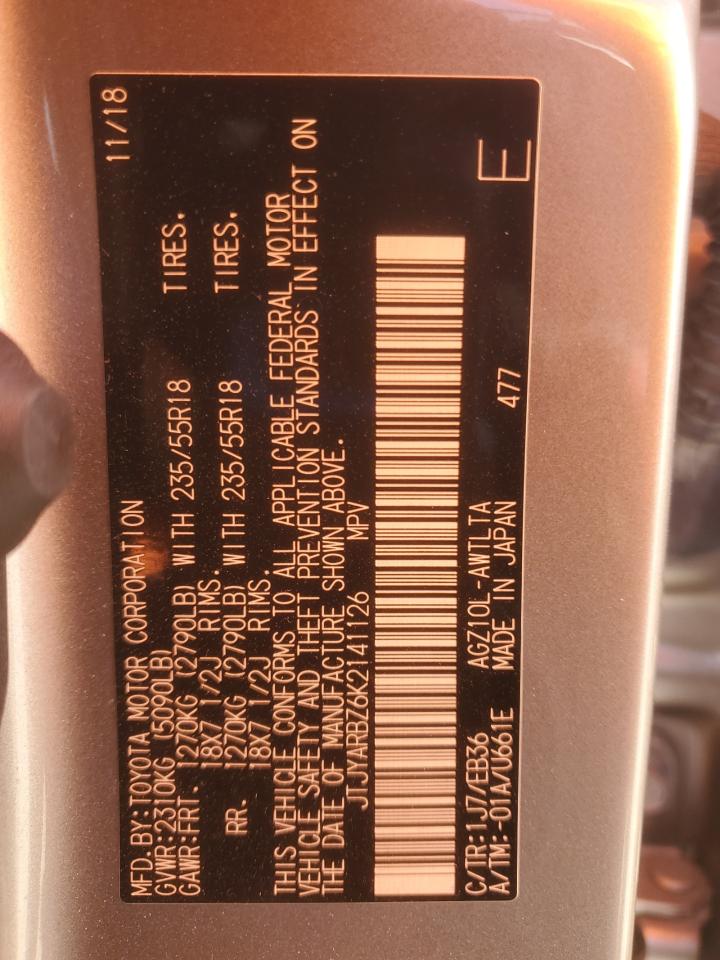 MFD. BY: TOYOTA MOTOR CORPORATION 11/18
GVWR: 2310KG (5090LB)
GAWR: FRT. 1270KG (2790LB) WITH 235/55R18 TIRES.
18X7 1/2J RIMS.
RR. 1270KG (2790LB) WITH 235/55R18 TIRES.
18X7 1/2J RIMS.
THIS VEHICLE CONFORMS TO ALL APPLICABLE FEDERAL MOTOR
VEHICLE SAFETY AND THEFT PREVENTION STANDARDS IN EFFECT ON
THE DATE OF MANUFACTURE SHOWN ABOVE.
JTJYARBZ6K2141126 MPV
C/TR: 1J7/EB36 AGZ10L-AWTLTA
A/TM: -01A/U661E MADE IN JAPAN 477 E